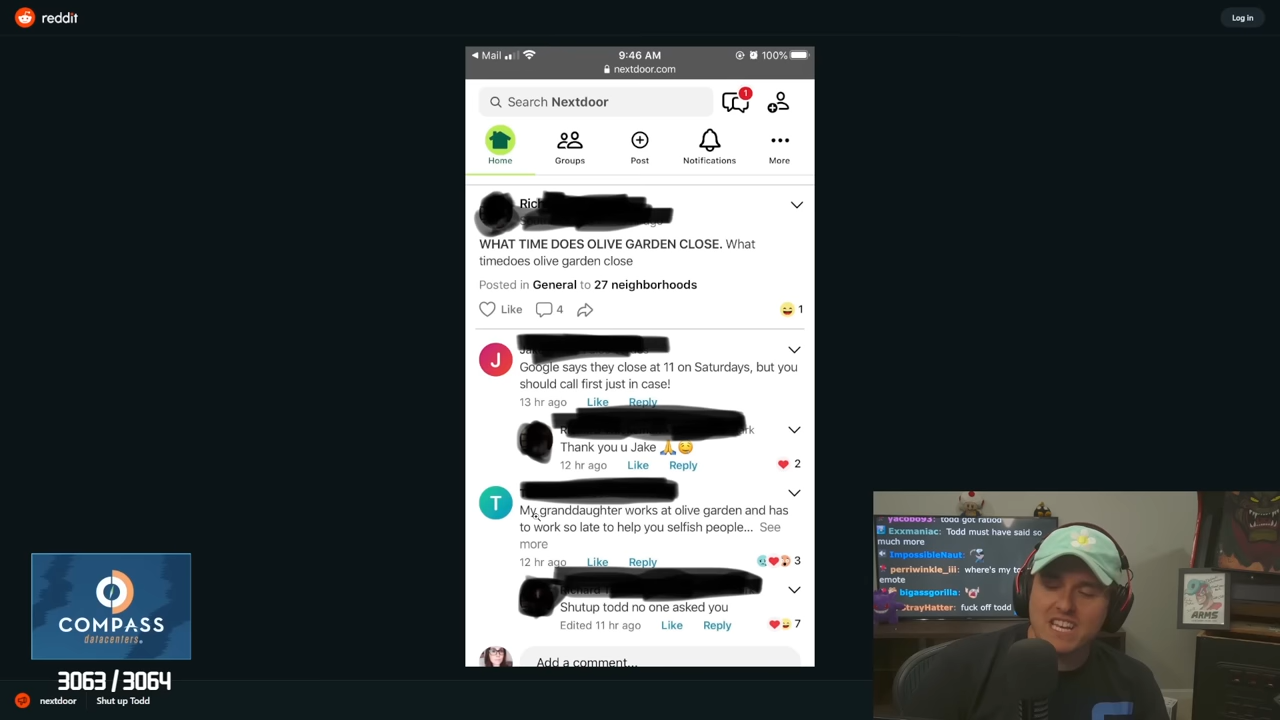 reddit
Log in
Mail
9:46 AM
100%
nextdoor.com
Search Nextdoor
1
Home
Groups
Post
Notifications
More
Rich
WHAT TIME DOES OLIVE GARDEN CLOSE. What
timedoes olive garden close
Posted in General to 27 neighborhoods
Like
4
1
J
Google says they close at 11 on Saturdays, but you
should call first just in case!
13 hr ago Like Reply
Thank you u Jake 🙏😌
12 hr ago Like Reply
2
T
My granddaughter works at olive garden and has
to work so late to help you selfish people... See
more
12 hr ago Like Reply
3
Shutup todd no one asked you
Edited 11 hr ago Like Reply
7
Add a comment...
yacob093: todd got ratiod
Exxmaniac: Todd must have said so
much more
ImpossibleNaut:
perriwinkle_iii: where's my to
emote
bigassgorilla:
StrayHatter: fuck off todd
ARMS
COMPASS
datacenters
3063 / 3064
nextdoor
Shut up Todd